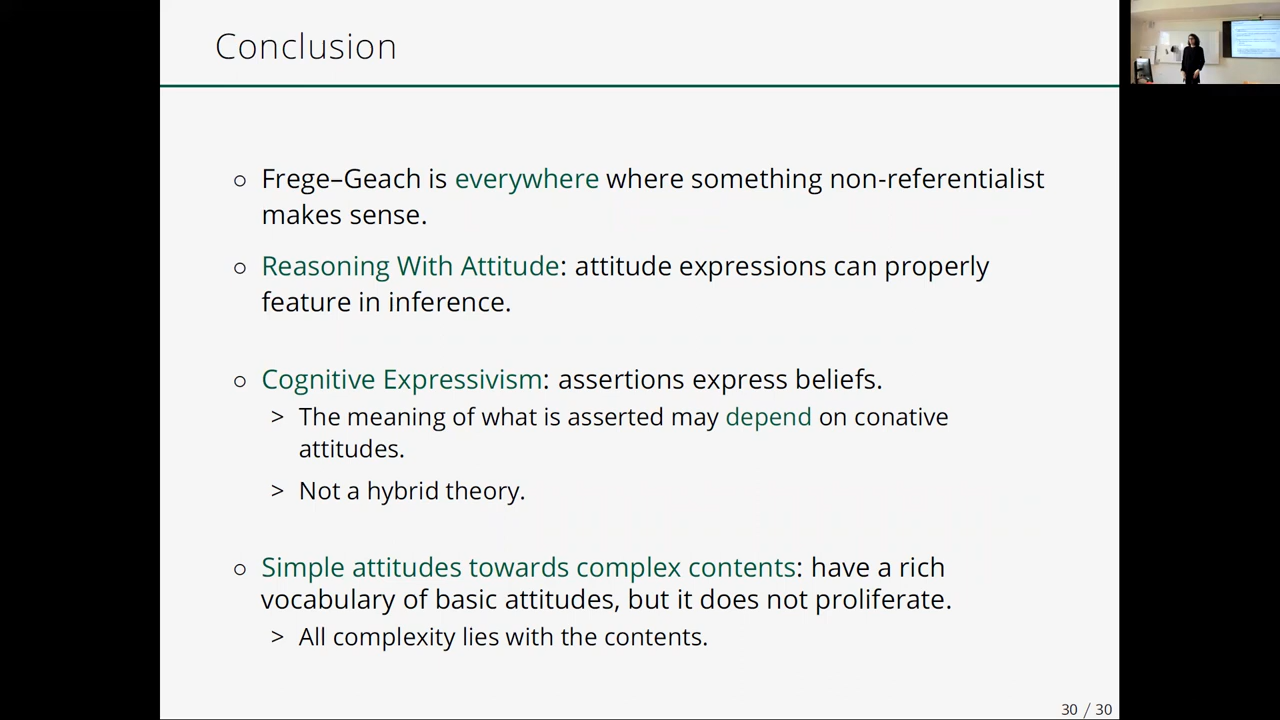 Conclusion
○ Frege–Geach is everywhere where something non-referentialist
makes sense.
○ Reasoning With Attitude: attitude expressions can properly
feature in inference.
○ Cognitive Expressivism: assertions express beliefs.
> The meaning of what is asserted may depend on conative
attitudes.
> Not a hybrid theory.
○ Simple attitudes towards complex contents: have a rich
vocabulary of basic attitudes, but it does not proliferate.
> All complexity lies with the contents.
30 / 30